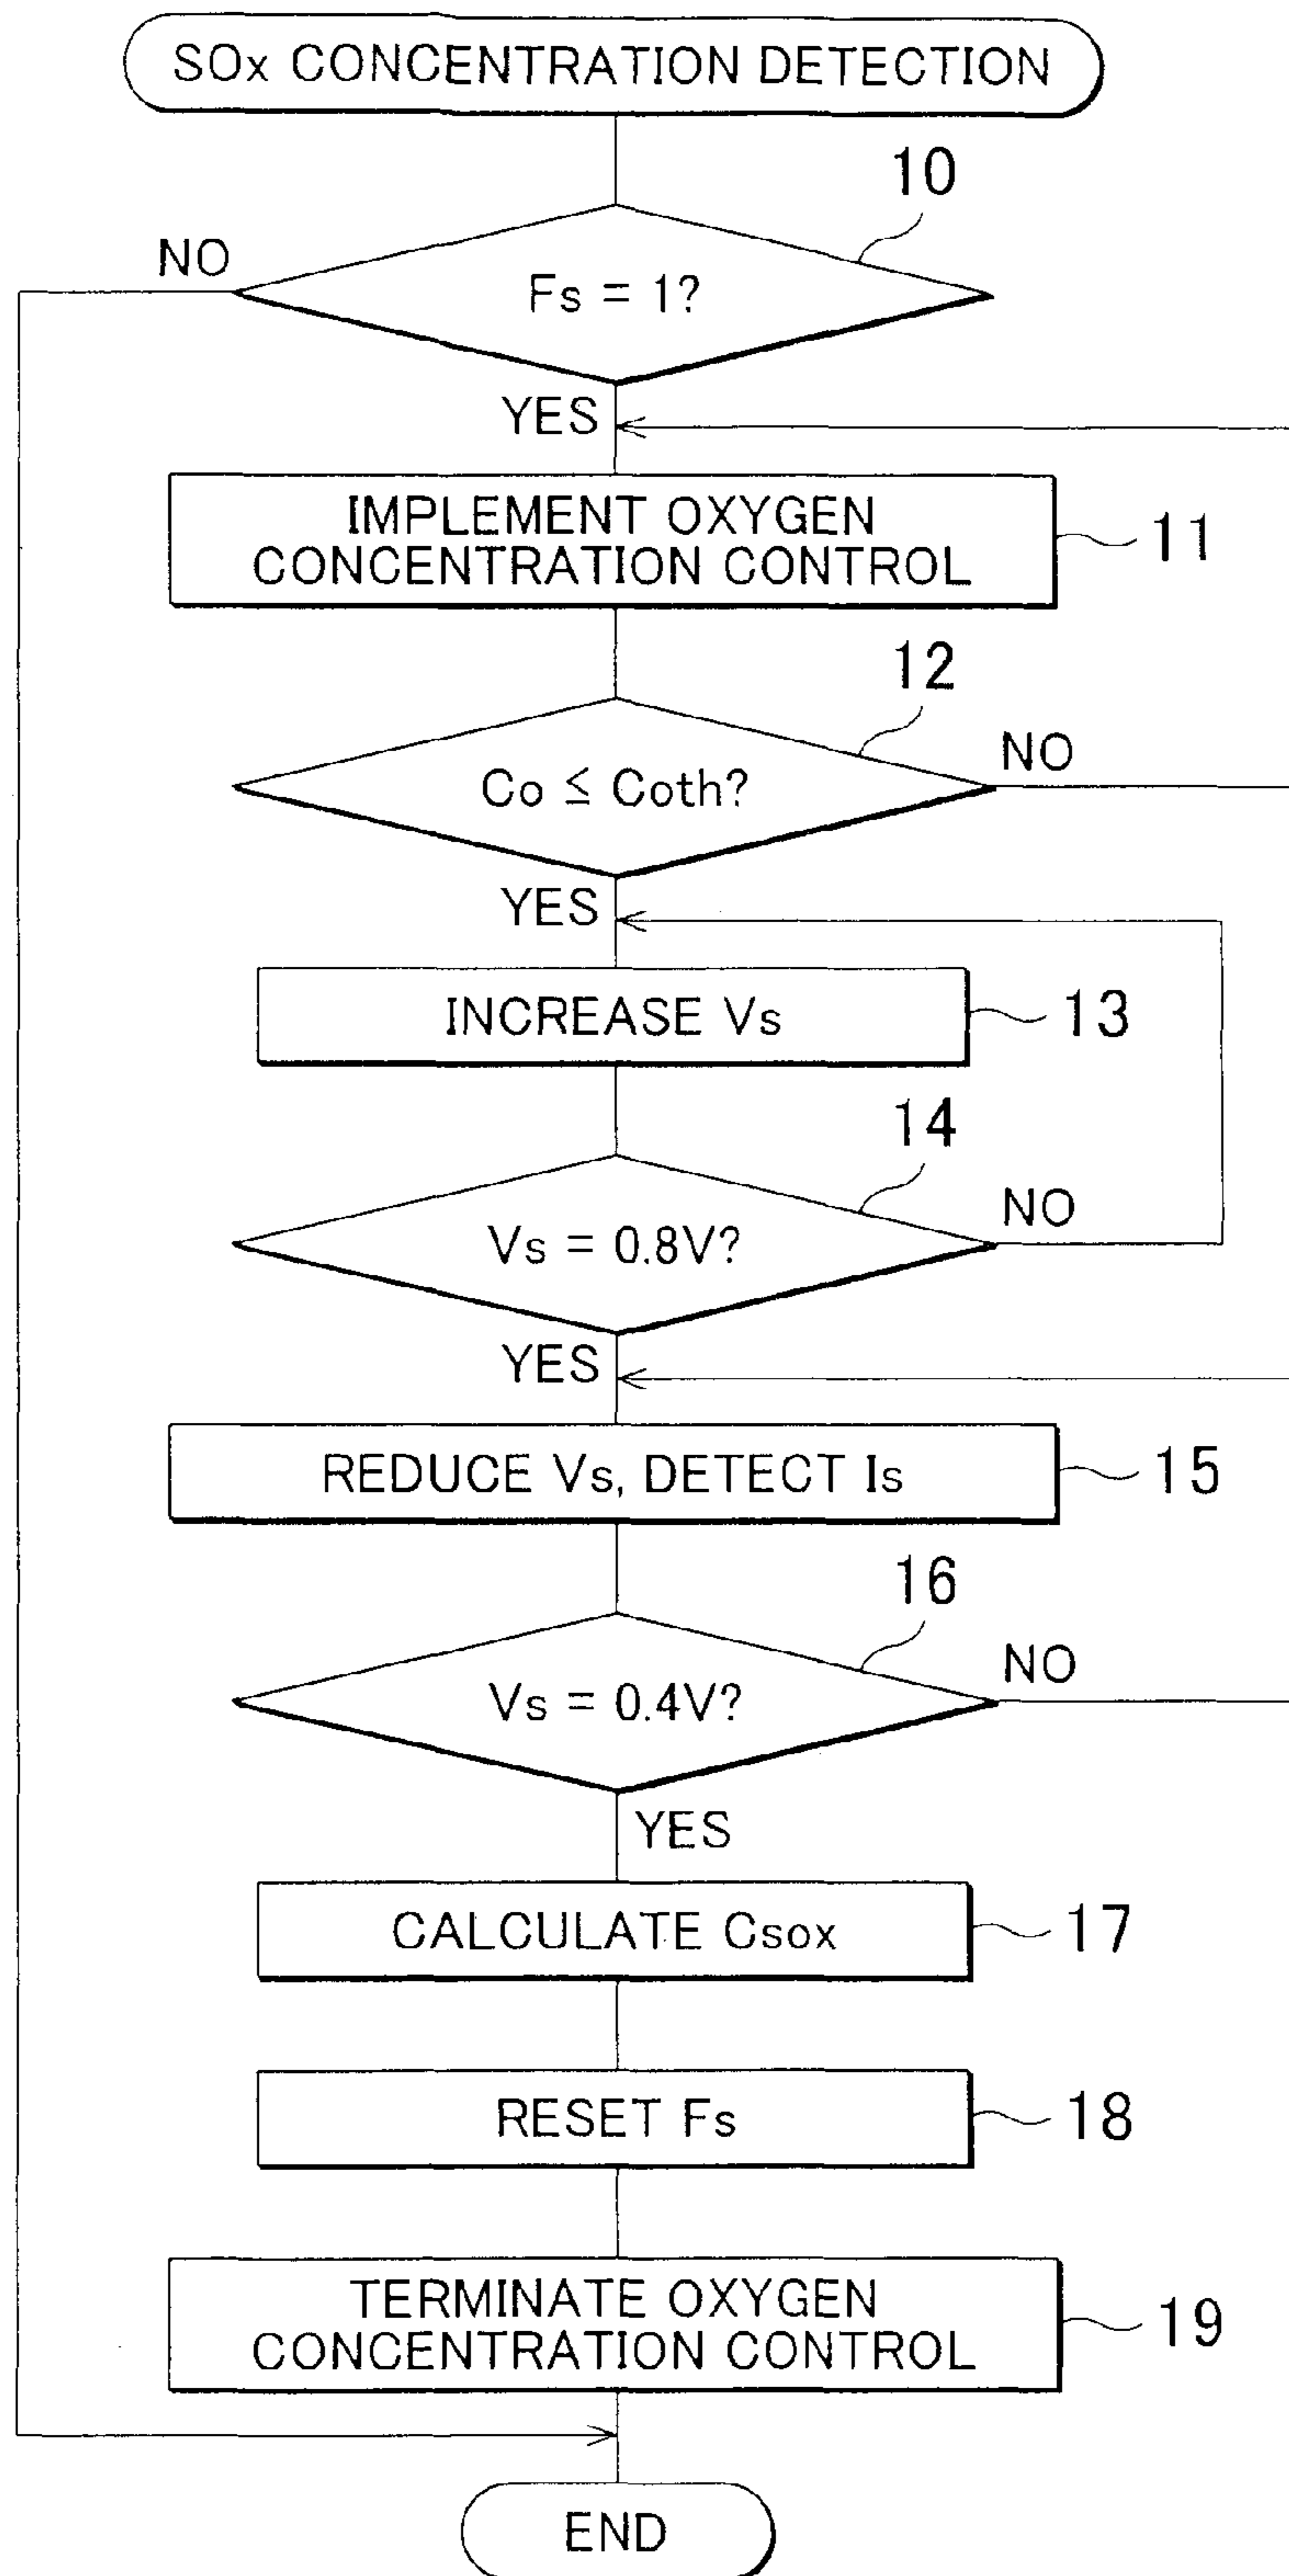 SOx CONCENTRATION DETECTION
10
NO
Fs = 1?
YES
IMPLEMENT OXYGEN
CONCENTRATION CONTROL
11
12
NO
Co ≤ Coth?
YES
INCREASE Vs
13
14
NO
Vs = 0.8V?
YES
REDUCE Vs, DETECT Is
15
16
NO
Vs = 0.4V?
YES
CALCULATE Csox
17
RESET Fs
18
TERMINATE OXYGEN
CONCENTRATION CONTROL
19
END